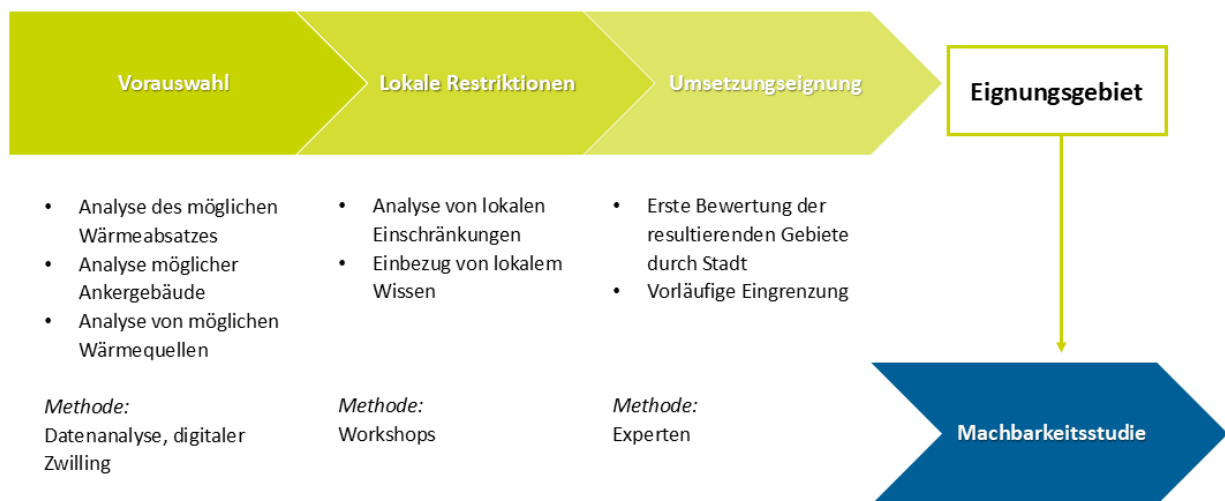 Vorauswahl
Lokale Restriktionen
Umsetzungseignung
Eignungsgebiet
• Analyse des möglichen
Wärmeabsatzes
• Analyse möglicher
Ankergebäude
• Analyse von möglichen
Wärmequellen
Methode:
Datenanalyse, digitaler
Zwilling
• Analyse von lokalen
Einschränkungen
• Einbezug von lokalem
Wissen
Methode:
Workshops
• Erste Bewertung der
resultierenden Gebiete
durch Stadt
• Vorläufige Eingrenzung
Methode:
Experten
Machbarkeitsstudie